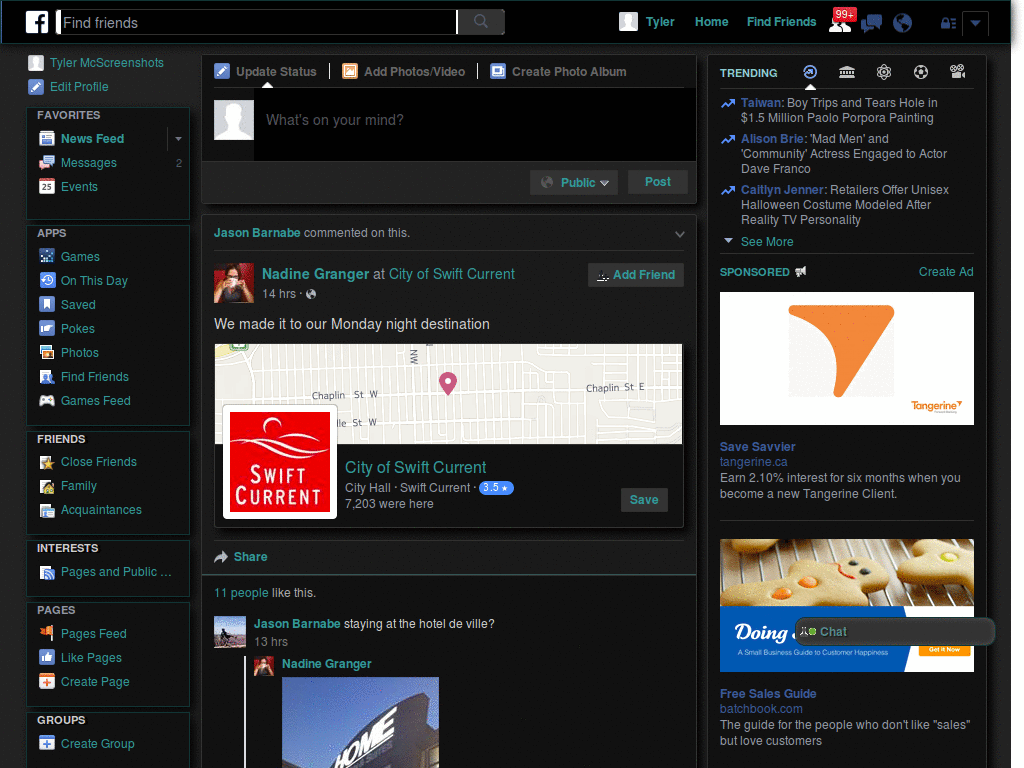 Find friends
Tyler
Home
Find Friends
99+
Tyler McScreenshots
Edit Profile
FAVORITES
News Feed
Messages 2
25 Events
APPS
Games
On This Day
Saved
Pokes
Photos
Find Friends
Games Feed
FRIENDS
Close Friends
Family
Acquaintances
INTERESTS
Pages and Public ...
PAGES
Pages Feed
Like Pages
Create Page
GROUPS
Create Group
Update Status
Add Photos/Video
Create Photo Album
What's on your mind?
Public
Post
Jason Barnabe commented on this.
Nadine Granger at City of Swift Current
Add Friend
14 hrs ·
We made it to our Monday night destination
NW
Chaplin St W
Chaplin St E
le St W
SWIFT
CURRENT
City of Swift Current
City Hall · Swift Current · 3.5 ★
7,203 were here
Save
Share
11 people like this.
Jason Barnabe staying at the hotel de ville?
13 hrs
Nadine Granger
HOME
TRENDING
Taiwan: Boy Trips and Tears Hole in
$1.5 Million Paolo Porpora Painting
Alison Brie: 'Mad Men' and
'Community' Actress Engaged to Actor
Dave Franco
Caitlyn Jenner: Retailers Offer Unisex
Halloween Costume Modeled After
Reality TV Personality
See More
SPONSORED
Create Ad
Tangerine
Save Savvier
tangerine.ca
Earn 2.10% interest for six months when you
become a new Tangerine Client.
Doing
Chat
A Small Business Guide to Customer Happiness
Get it Now
Free Sales Guide
batchbook.com
The guide for the people who don't like "sales"
but love customers